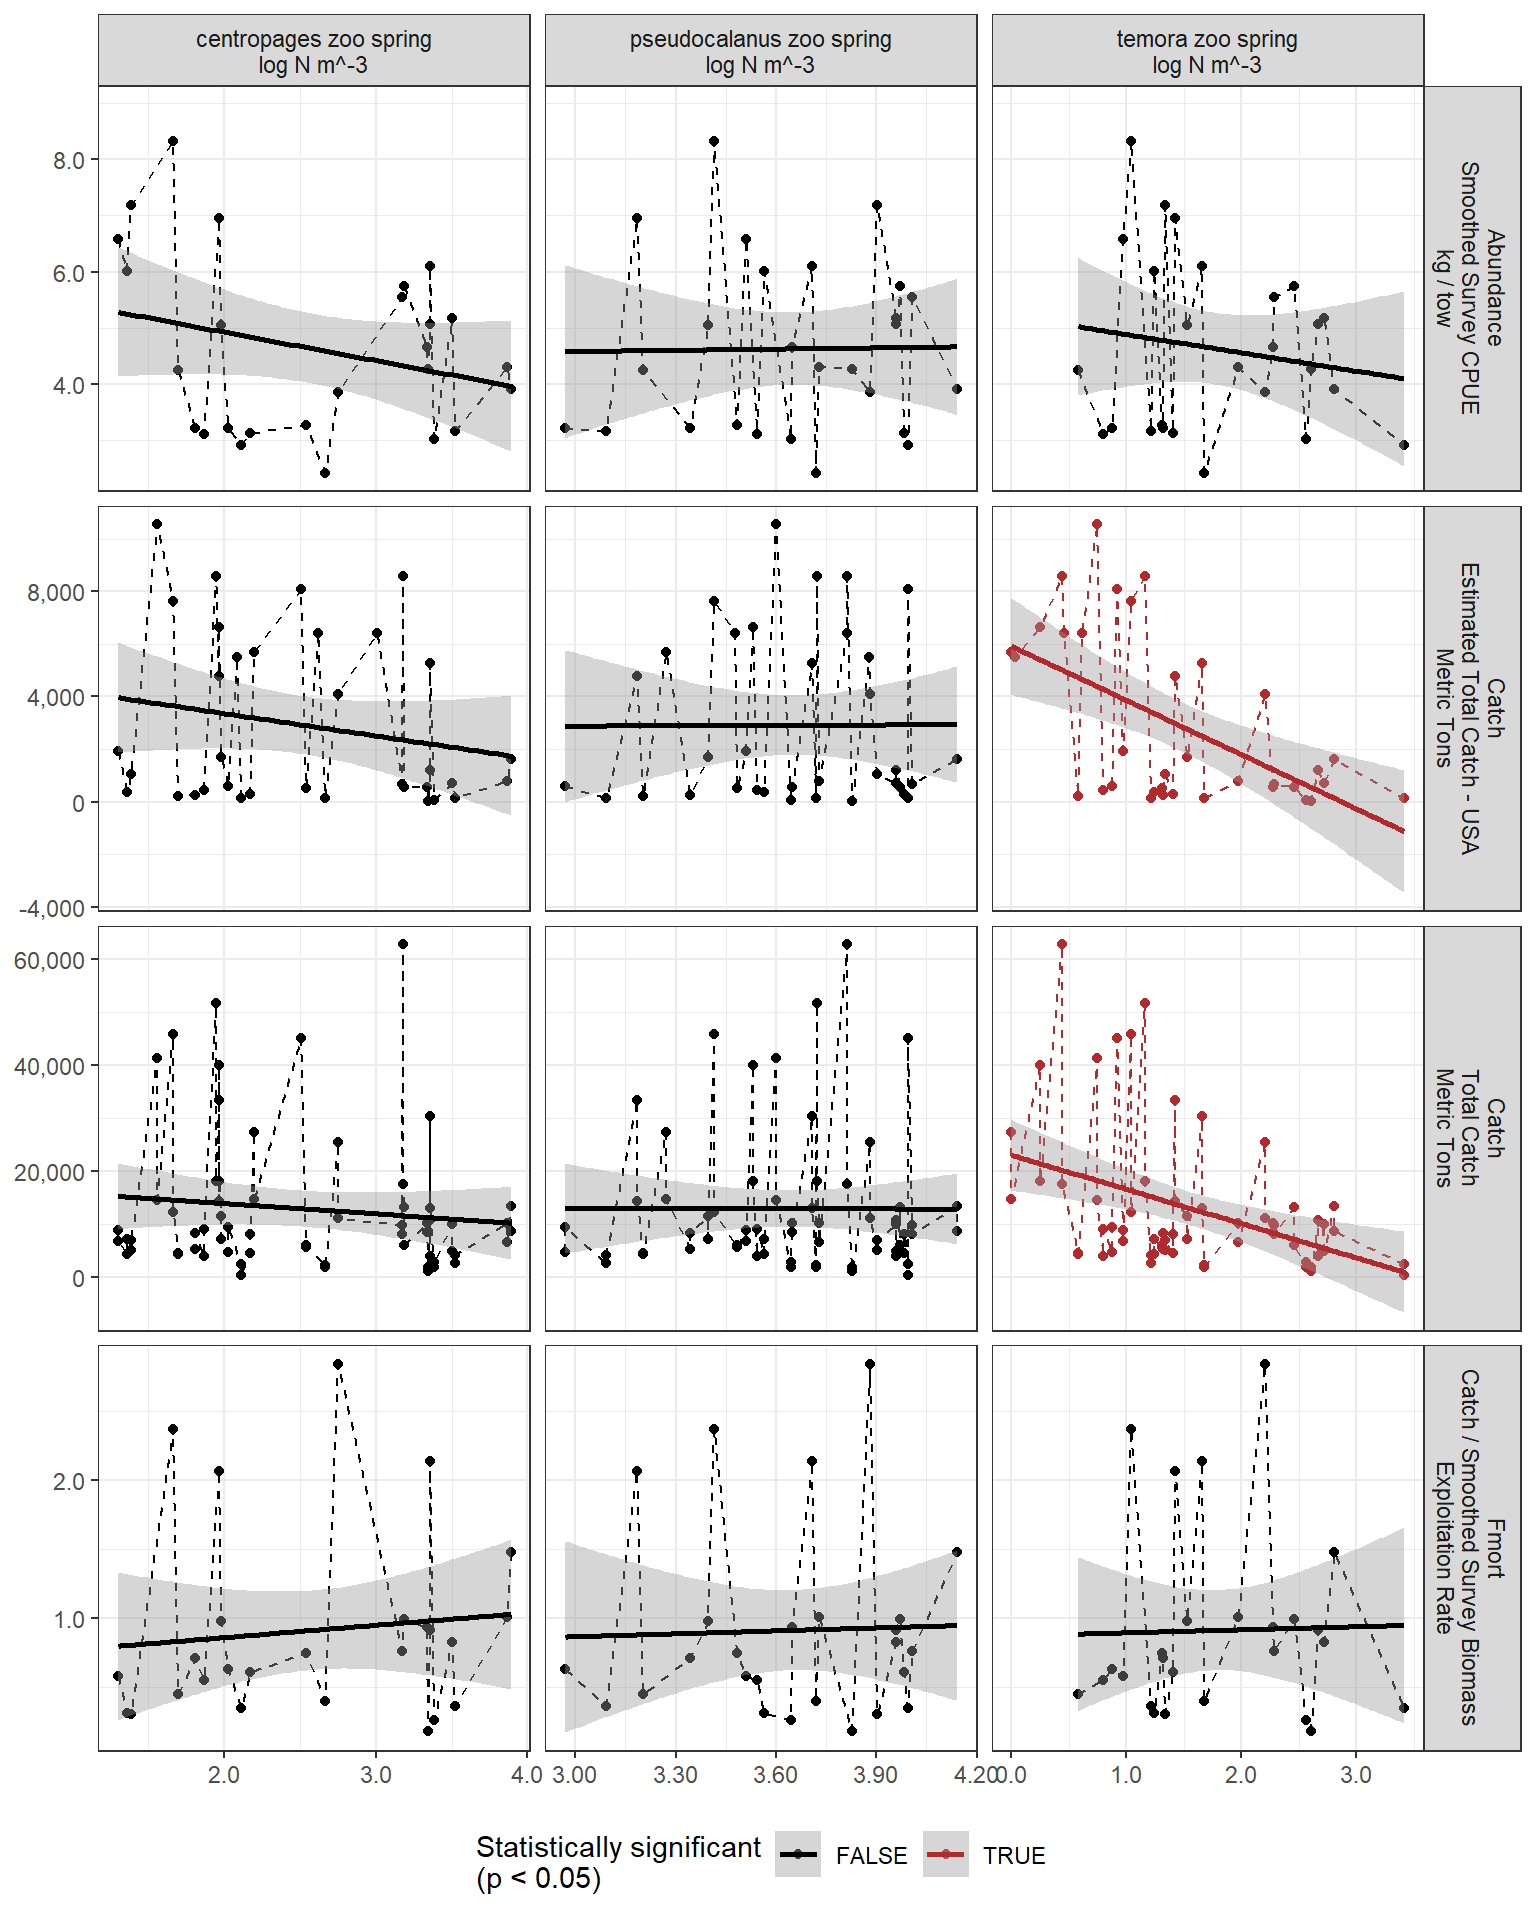 centropages zoo spring
log N m^-3
pseudocalanus zoo spring
log N m^-3
temora zoo spring
log N m^-3
8.0
6.0
4.0
Abundance
Smoothed Survey CPUE
kg / tow
8,000
4,000
0
-4,000
Catch
Estimated Total Catch - USA
Metric Tons
60,000
40,000
20,000
0
Catch
Total Catch
Metric Tons
2.0
1.0
Fmort
Catch / Smoothed Survey Biomass
Exploitation Rate
2.0 3.0 4.0
3.00 3.30 3.60 3.90 4.20
0.0 1.0 2.0 3.0
Statistically significant
(p < 0.05)
FALSE
TRUE